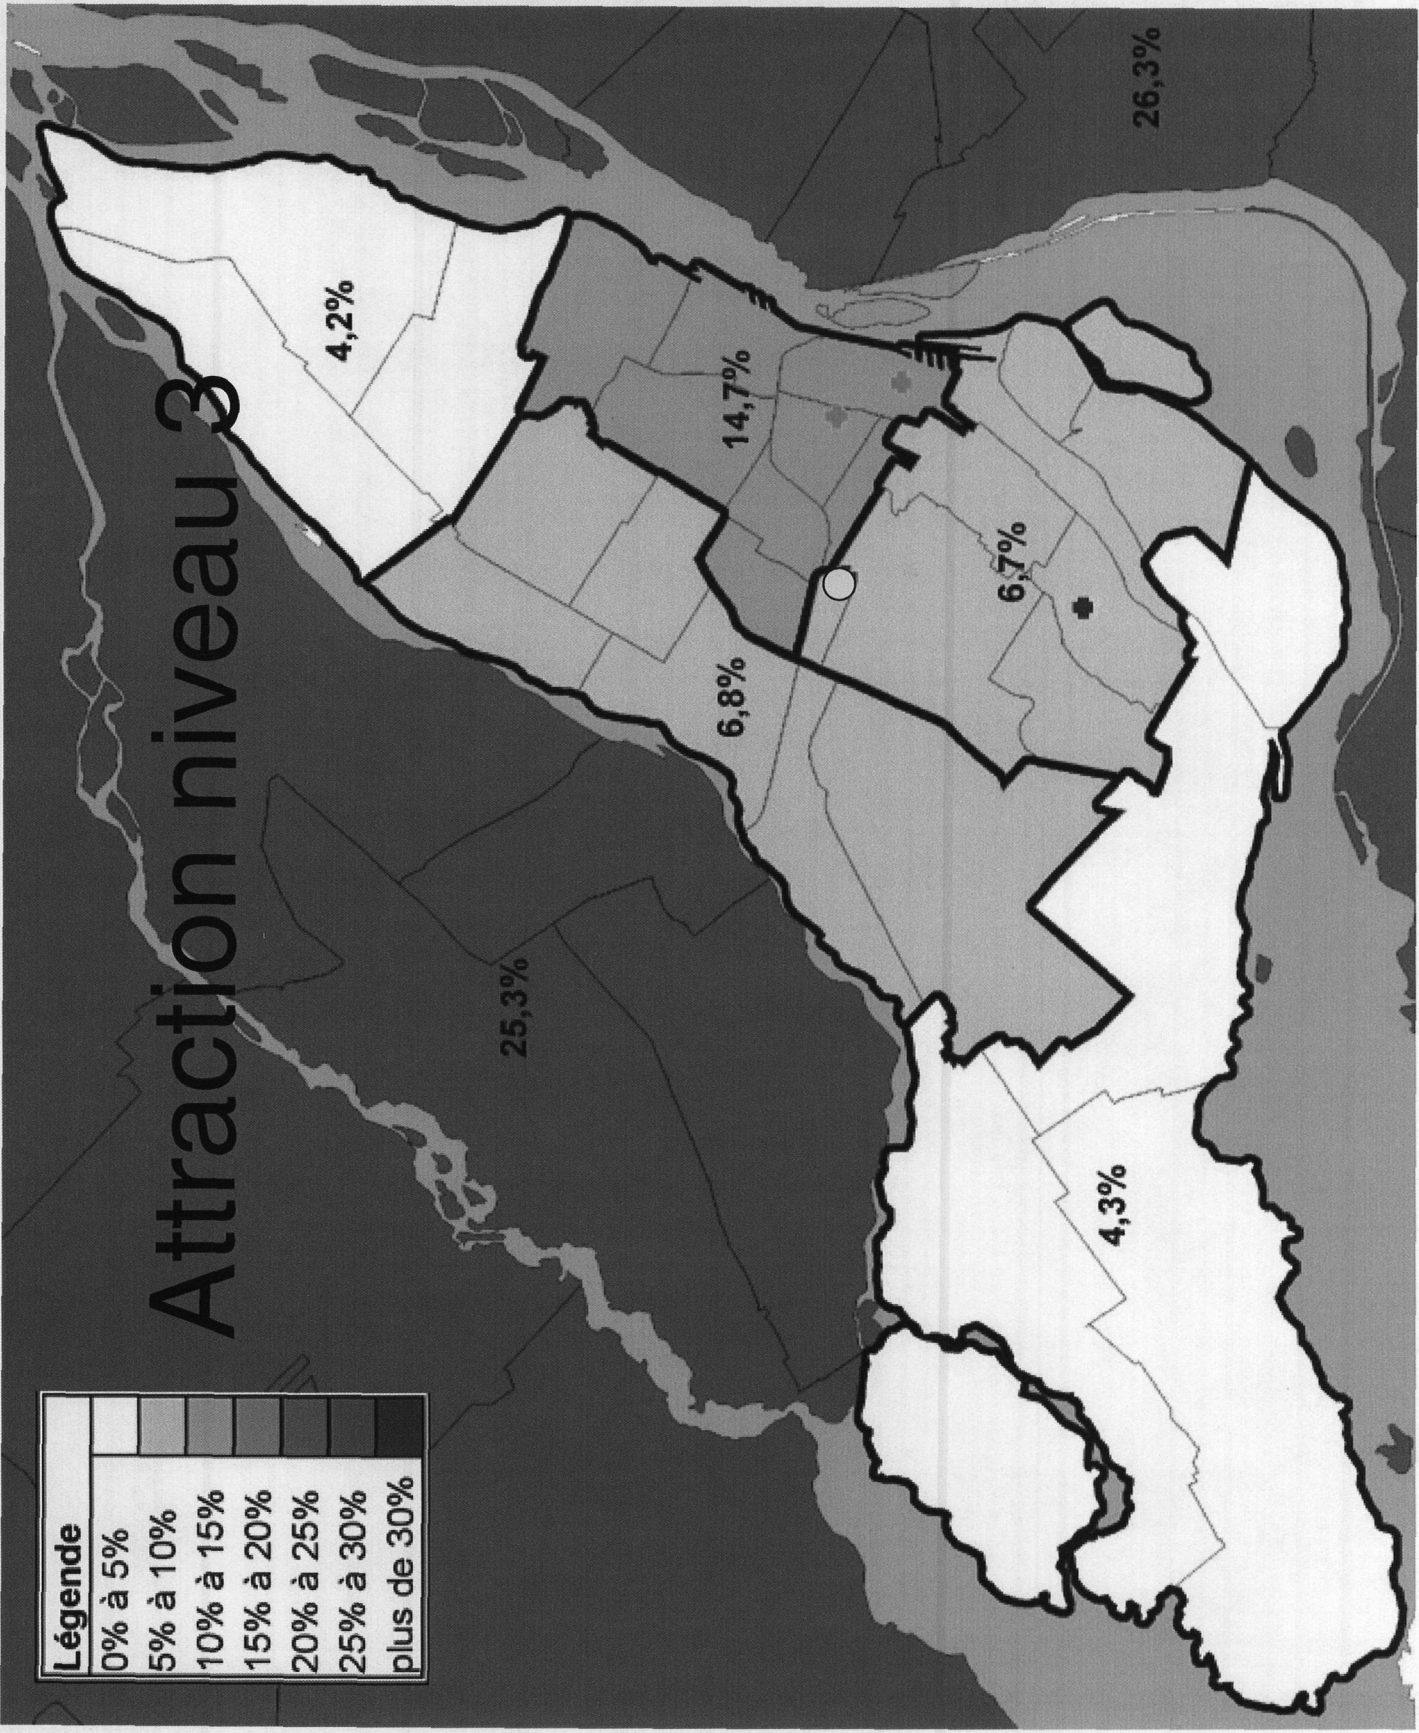 Attraction niveau 3
Légende
0% à 5%
5% à 10%
10% à 15%
15% à 20%
20% à 25%
25% à 30%
plus de 30%
4,2%
14,7%
26,3%
6,8%
6,7%
25,3%
4,3%